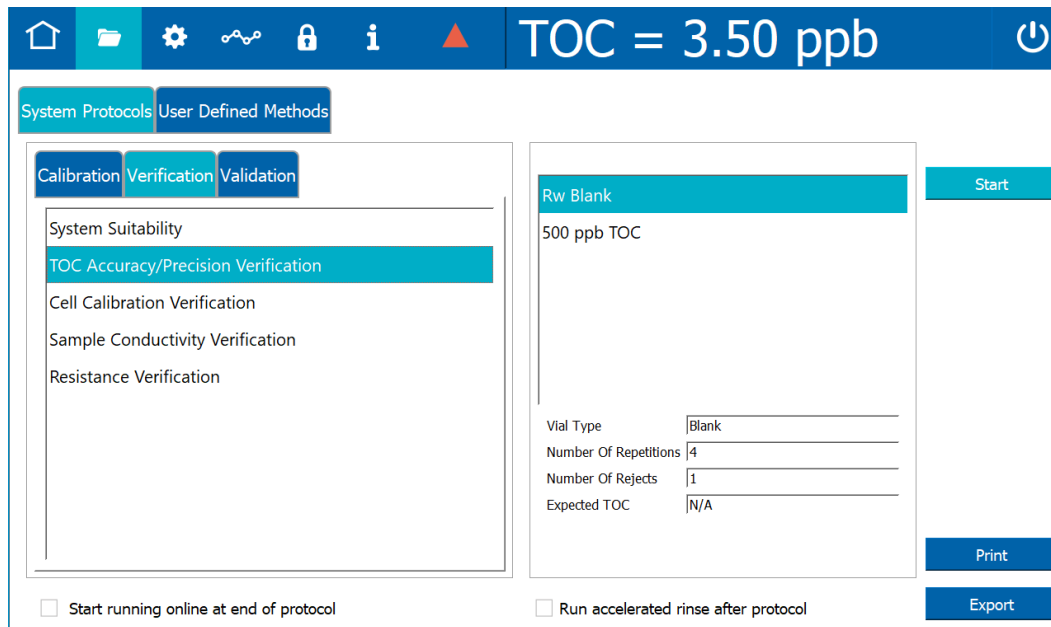 TOC = 3.50 ppb
System Protocols User Defined Methods
Calibration Verification Validation
System Suitability
TOC Accuracy/Precision Verification
Cell Calibration Verification
Sample Conductivity Verification
Resistance Verification
Rw Blank
500 ppb TOC
Vial Type Blank
Number Of Repetitions 4
Number Of Rejects 1
Expected TOC N/A
Start
Print
Export
Start running online at end of protocol
Run accelerated rinse after protocol